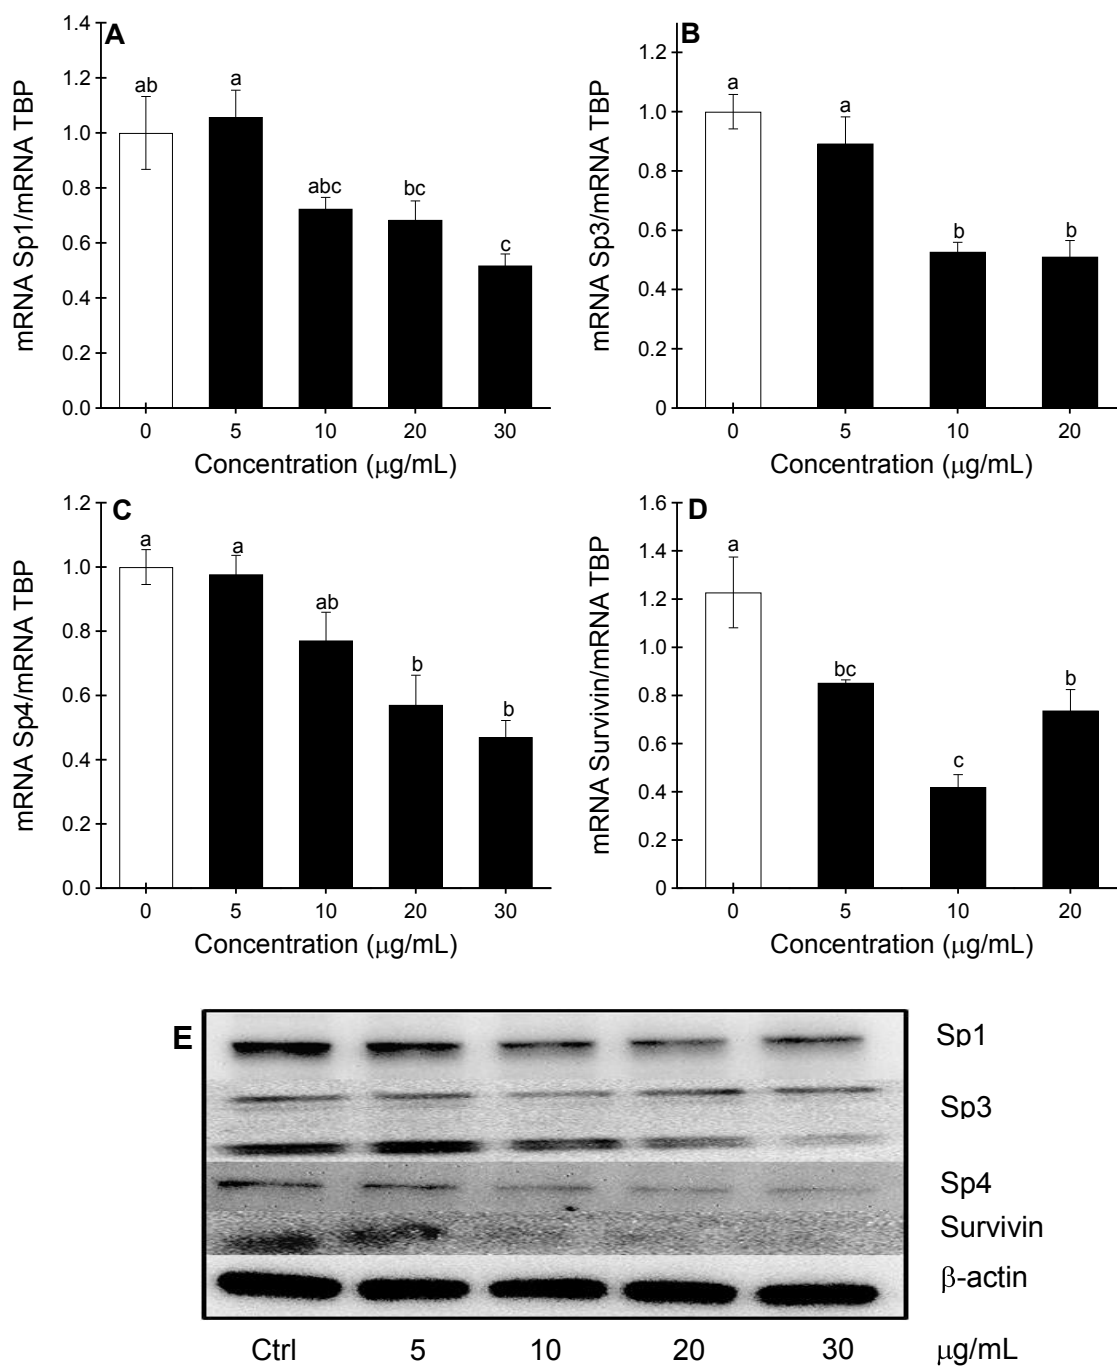 A
mRNA Sp1/mRNA TBP
1.4
1.2
1.0
0.8
0.6
0.4
0.2
0.0
ab
a
abc
bc
c
0 5 10 20 30
Concentration (µg/mL)
B
mRNA Sp3/mRNA TBP
1.2
1.0
0.8
0.6
0.4
0.2
0
a
a
b
b
0 5 10 20
Concentration (µg/mL)
C
mRNA Sp4/mRNA TBP
1.2
1.0
0.8
0.6
0.4
0.2
0.0
a
a
ab
b
b
0 5 10 20 30
Concentration (µg/mL)
D
mRNA Survivin/mRNA TBP
1.6
1.4
1.2
1.0
0.8
0.6
0.4
0.2
0
a
bc
c
b
0 5 10 20
Concentration (µg/mL)
E
Sp1
Sp3
Sp4
Survivin
β-actin
Ctrl 5 10 20 30 µg/mL